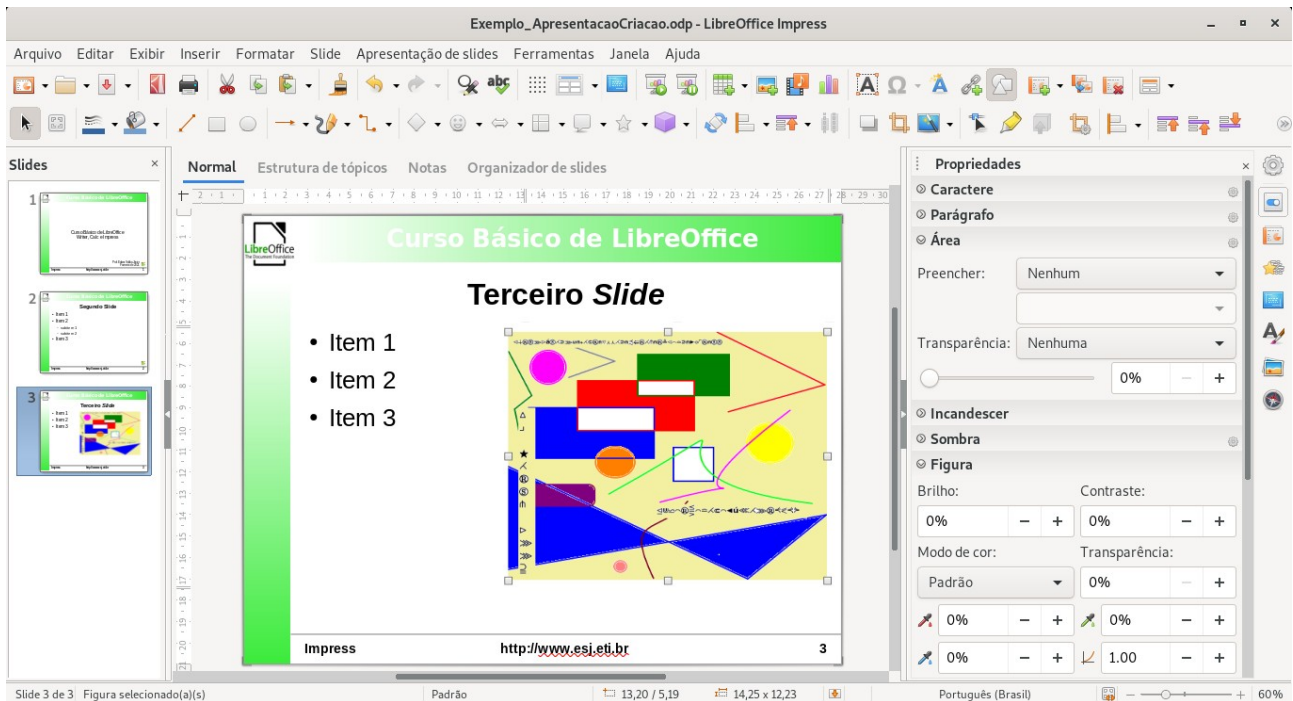 Exemplo_ApresentacaoCriacao.odp - LibreOffice Impress
Arquivo Editar Exibir Inserir Formatar Slide Apresentação de slides Ferramentas Janela Ajuda
Slides
Normal Estrutura de tópicos Notas Organizador de slides
1
2
Segundo Slide
3
Terceiro Slide
LibreOffice
The Document Foundation
Curso Básico de LibreOffice
Terceiro Slide
• Item 1
• Item 2
• Item 3
Impress http://www.esj.eti.br 3
Propriedades
Caractere
Parágrafo
Área
Preencher: Nenhum
Transparência: Nenhuma
0%
Incandescer
Sombra
Figura
Brilho: Contraste:
0% 0%
Modo de cor: Transparência:
Padrão 0%
0% 0%
0% 1.00
Slide 3 de 3 Figura selecionado(a)(s) Padrão 13,20 / 5,19 14,25 x 12,23 Português (Brasil) 60%